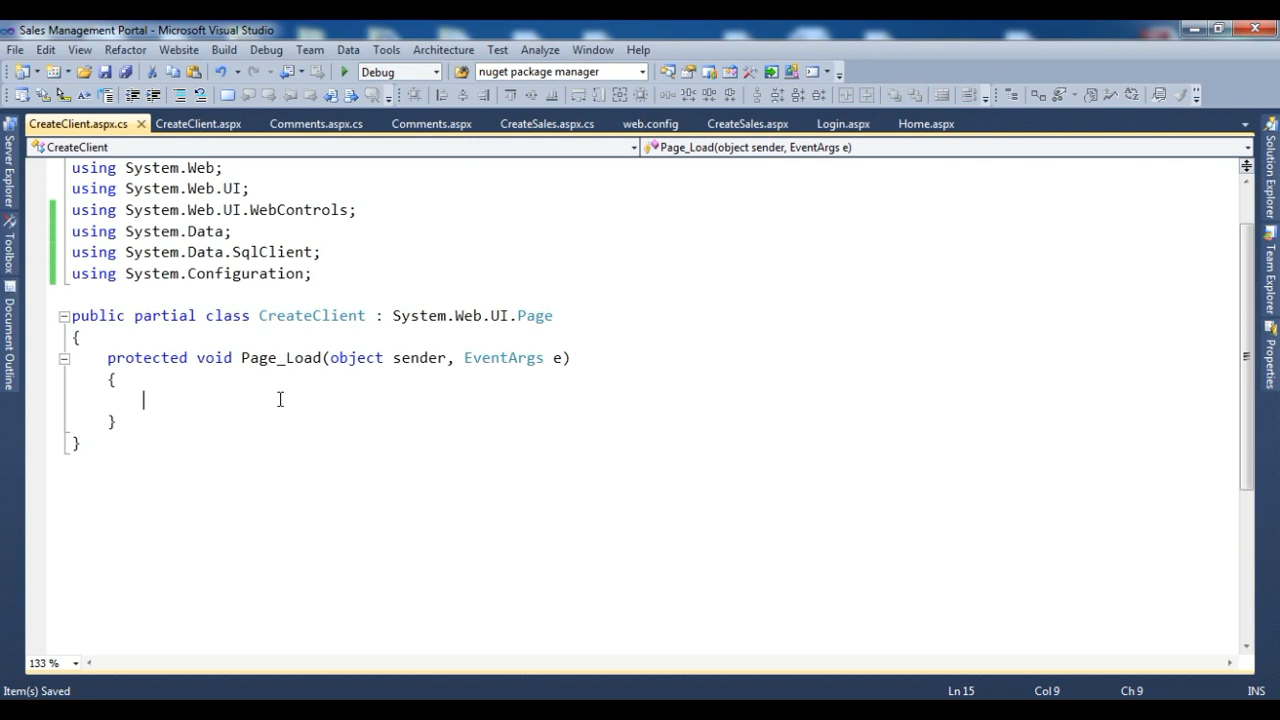 Sales Management Portal - Microsoft Visual Studio
File Edit View Refactor Website Build Debug Team Data Tools Architecture Test Analyze Window Help
Debug nuget package manager
CreateClient.aspx.cs CreateClient.aspx Comments.aspx.cs Comments.aspx CreateSales.aspx.cs web.config CreateSales.aspx Login.aspx Home.aspx
CreateClient Page_Load(object sender, EventArgs e)
using System.Web;
using System.Web.UI;
using System.Web.UI.WebControls;
using System.Data;
using System.Data.SqlClient;
using System.Configuration;
public partial class CreateClient : System.Web.UI.Page
{
protected void Page_Load(object sender, EventArgs e)
{
}
}
Server Explorer
Toolbox
Document Outline
Solution Explorer
Team Explorer
Properties
133 %
Item(s) Saved Ln 15 Col 9 Ch 9 INS